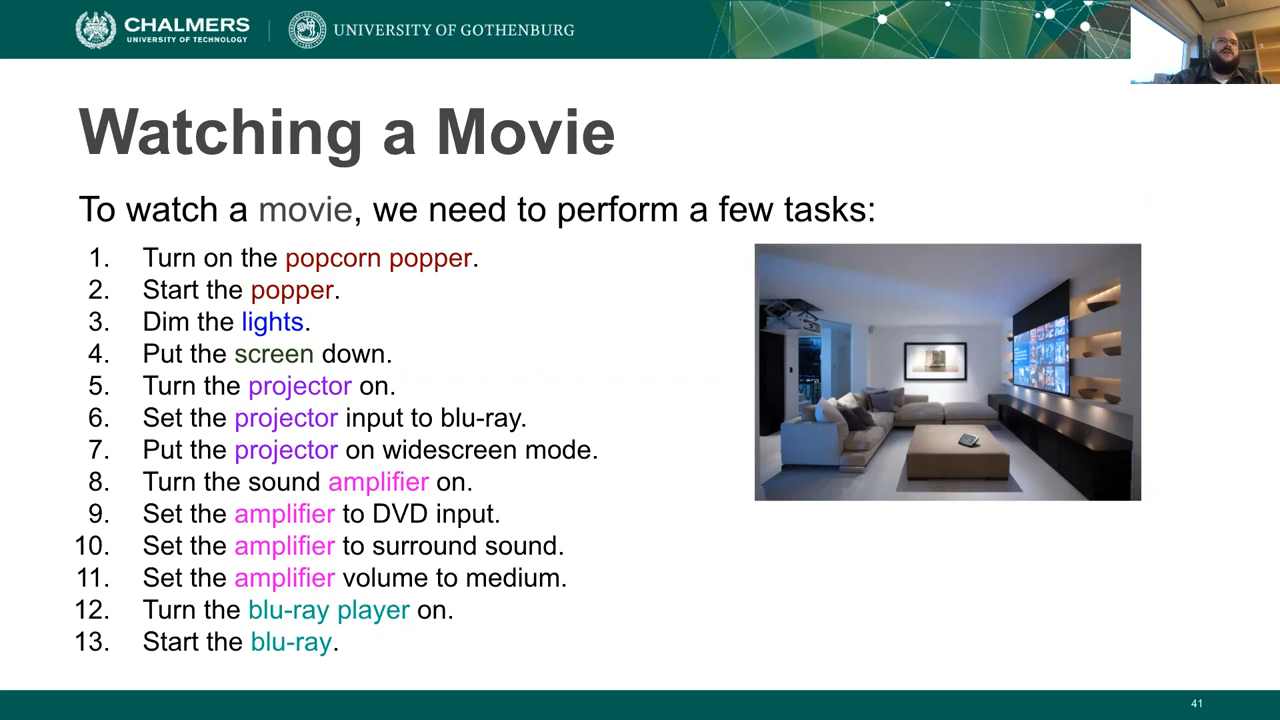 CHALMERS
UNIVERSITY OF TECHNOLOGY
UNIVERSITY OF GOTHENBURG
Watching a Movie
To watch a movie, we need to perform a few tasks:
1. Turn on the popcorn popper.
2. Start the popper.
3. Dim the lights.
4. Put the screen down.
5. Turn the projector on.
6. Set the projector input to blu-ray.
7. Put the projector on widescreen mode.
8. Turn the sound amplifier on.
9. Set the amplifier to DVD input.
10. Set the amplifier to surround sound.
11. Set the amplifier volume to medium.
12. Turn the blu-ray player on.
13. Start the blu-ray.
41